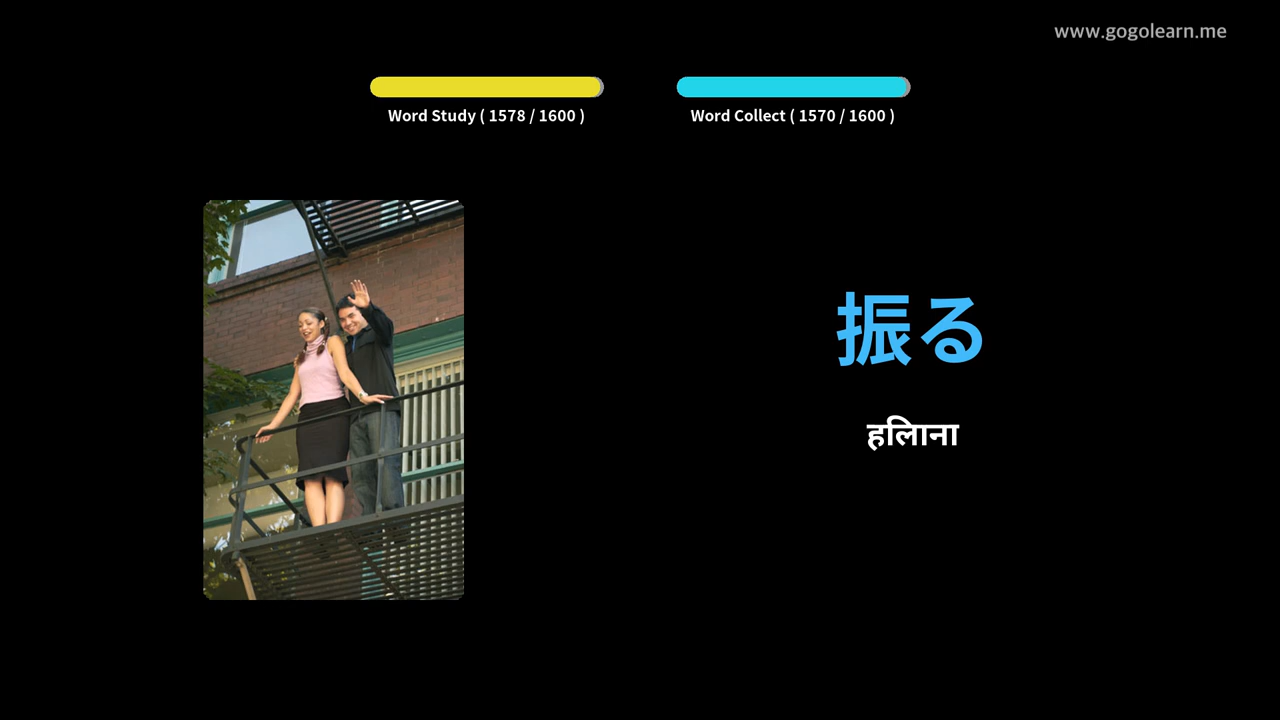 www.gogolearn.me
Word Study ( 1578 / 1600 )
Word Collect ( 1570 / 1600 )
振る
हलिाना